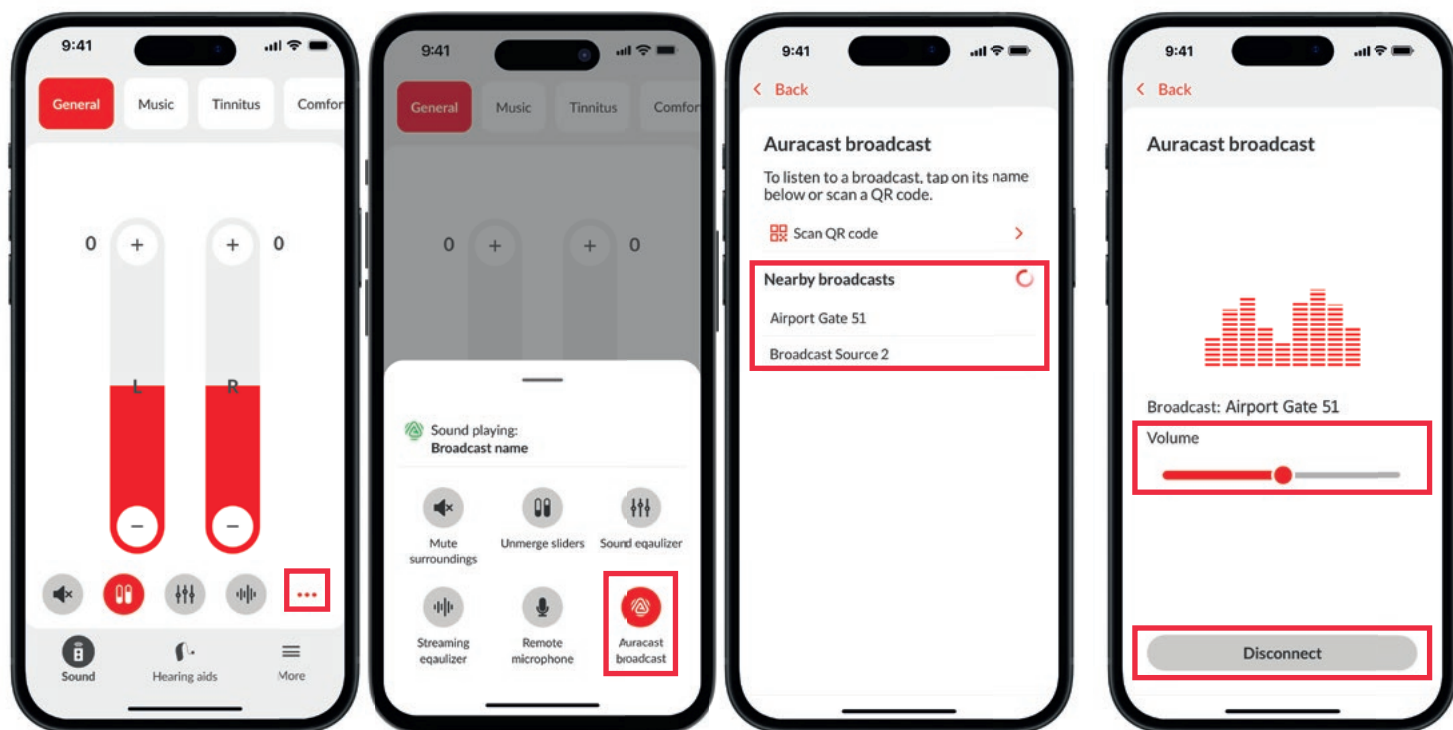 9:41
General Music Tinnitus Comfor
0 + + 0
L R
- -
...
Sound Hearing aids More
9:41
General Music Tinnitus Comfor
0 + + 0
Sound playing:
Broadcast name
Mute Unmerge sliders Sound eqaulizer
surroundings
Streaming Remote Auracast
eqaulizer microphone broadcast
9:41
< Back
Auracast broadcast
To listen to a broadcast, tap on its name
below or scan a QR code.
Scan QR code >
Nearby broadcasts
Airport Gate 51
Broadcast Source 2
9:41
< Back
Auracast broadcast
Broadcast: Airport Gate 51
Volume
Disconnect